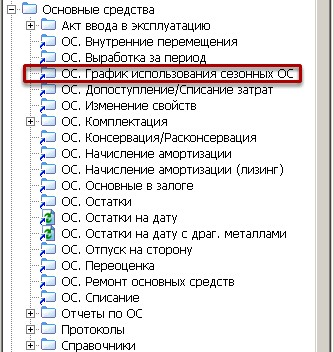 Основные средства
Акт ввода в эксплуатацию
ОС. Внутренние перемещения
ОС. Выработка за период
ОС. График использования сезонных ОС
ОС. Допоступление/Списание затрат
ОС. Изменение свойств
ОС. Комплектация
ОС. Консервация/Расконсервация
ОС. Начисление амортизации
ОС. Начисление амортизации (лизинг)
ОС. Основные в залоге
ОС. Остатки
ОС. Остатки на дату
ОС. Остатки на дату с драг. металлами
ОС. Отпуск на сторону
ОС. Переоценка
ОС. Ремонт основных средств
ОС. Списание
Отчеты по ОС
Протоколы
Справочники